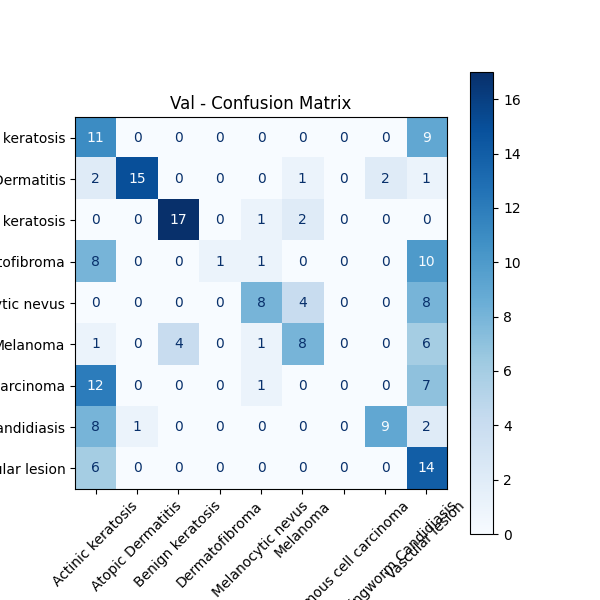 Val - Confusion Matrix
keratosis 11 0 0 0 0 0 0 0 9
Dermatitis 2 15 0 0 0 1 0 2 1
keratosis 0 0 17 0 1 2 0 0 0
tofibroma 8 0 0 1 1 0 0 0 10
ytic nevus 0 0 0 0 8 4 0 0 8
Melanoma 1 0 4 0 1 8 0 0 6
arcinoma 12 0 0 0 1 0 0 0 7
andidiasis 8 1 0 0 0 0 0 9 2
ular lesion 6 0 0 0 0 0 0 0 14
Actinic keratosis
Atopic Dermatitis
Benign keratosis
Dermatofibroma
Melanocytic nevus
Melanoma
mous cell carcinoma
ngworm Candidiasis
Vascular lesion
16
14
12
10
8
6
4
2
0